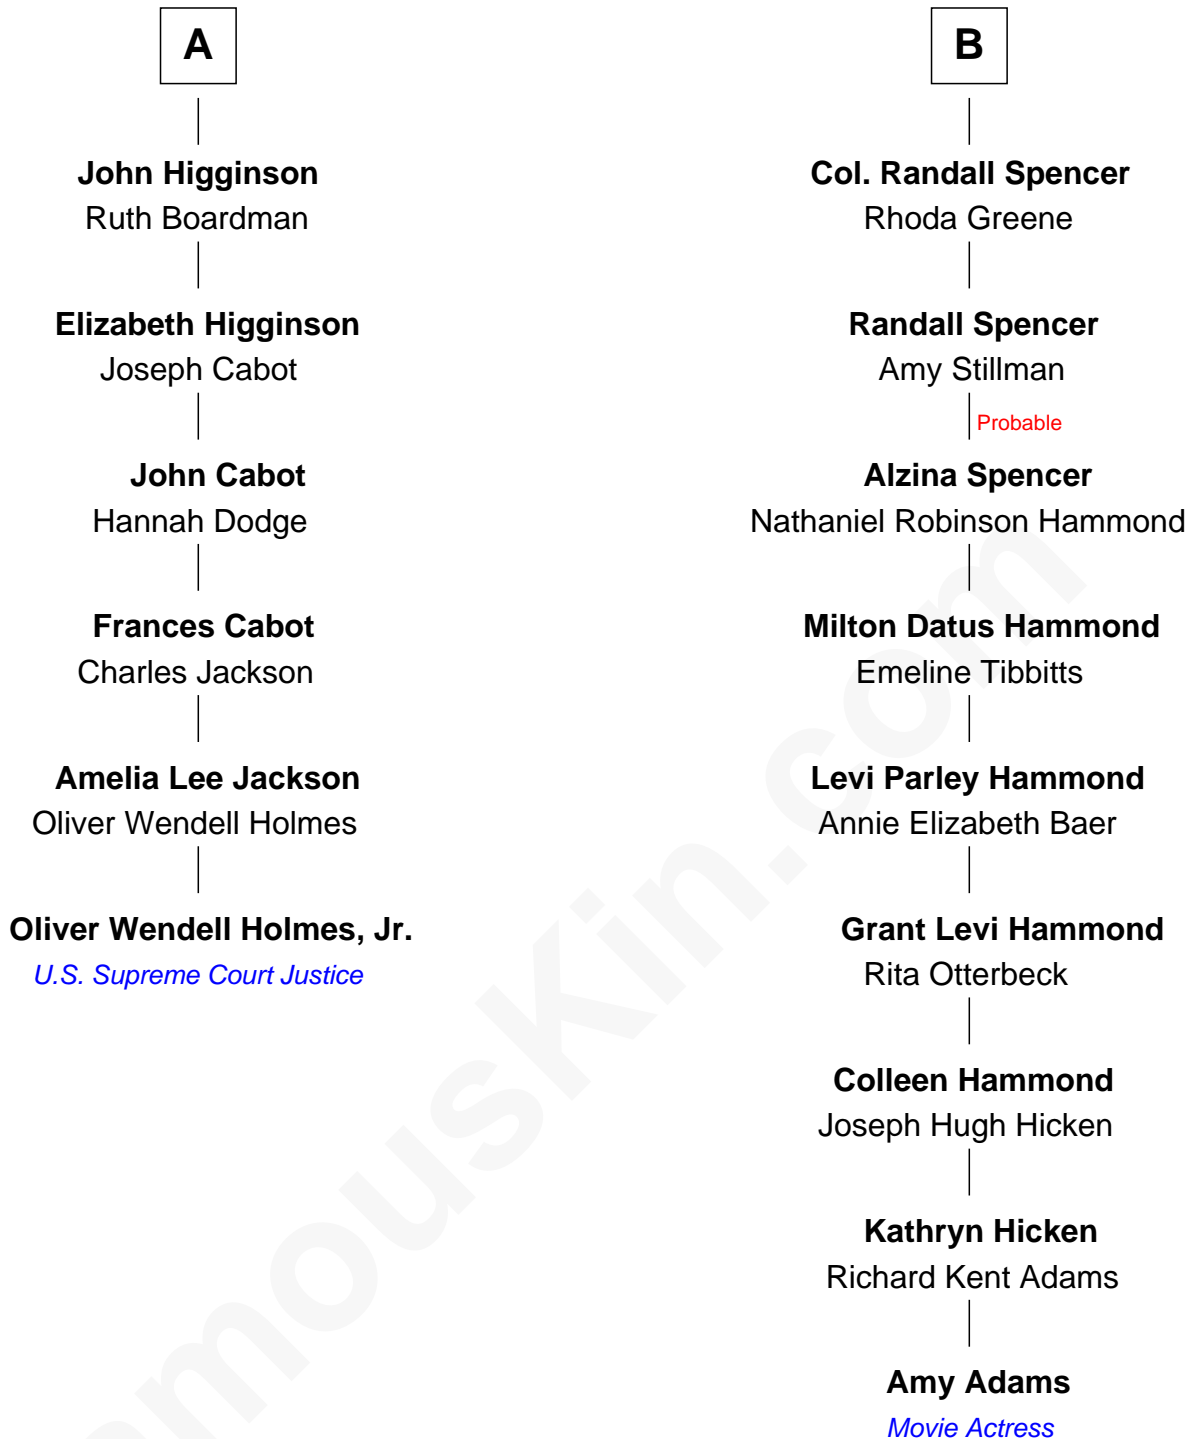 A
John Higginson
Ruth Boardman
Elizabeth Higginson
Joseph Cabot
John Cabot
Hannah Dodge
Frances Cabot
Charles Jackson
Amelia Lee Jackson
Oliver Wendell Holmes
Oliver Wendell Holmes, Jr.
U.S. Supreme Court Justice
B
Col. Randall Spencer
Rhoda Greene
Randall Spencer
Amy Stillman
Probable
Alzina Spencer
Nathaniel Robinson Hammond
Milton Datus Hammond
Emeline Tibbitts
Levi Parley Hammond
Annie Elizabeth Baer
Grant Levi Hammond
Rita Otterbeck
Colleen Hammond
Joseph Hugh Hicken
Kathryn Hicken
Richard Kent Adams
Amy Adams
Movie Actress
mousKin.com